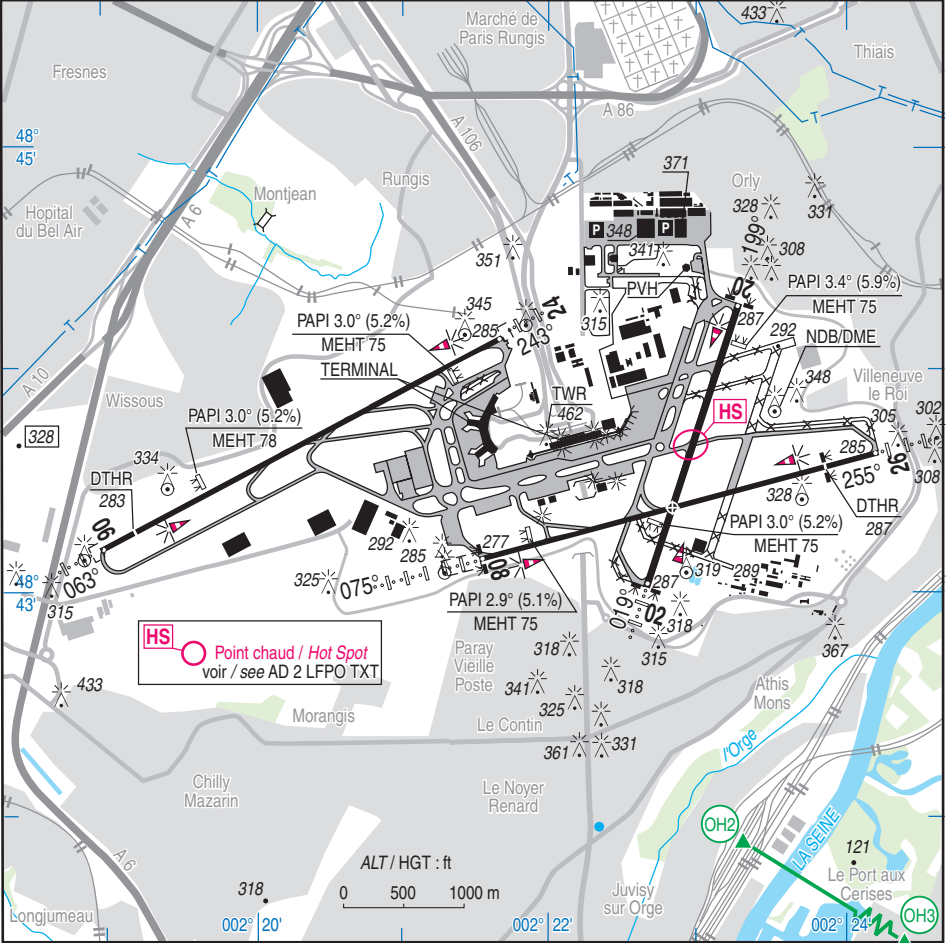 433
Marché de
Paris Rungis
Thiais
Fresnes
A 86
A 106
48°
45'
Rungis
371
Orly
Montjean
331
328
Hopital
du Bel Air
A 6
P 348 P
199°
308
351
341
PAPI 3.4° (5.9%)
MEHT 75
PVH
20
345
24
315
287
PAPI 3.0° (5.2%)
MEHT 75
285
243°
292
NDB/DME
TERMINAL
A 10
TWR
462
348
Villeneuve
le Roi
Wissous
PAPI 3.0° (5.2%)
MEHT 78
HS
305
302
328
334
285
26
308
DTHR
283
255°
328
DTHR
287
06
PAPI 3.0° (5.2%)
MEHT 75
292
285
277
08
063°
48°
43'
315
325
075°
319
289
287
PAPI 2.9° (5.1%)
MEHT 75
019°
02
318
HS
Point chaud / Hot Spot
voir / see AD 2 LFPO TXT
315
367
318
Paray
Vieille
Poste
318
341
325
433
Athis
Mons
Morangis
Le Contin
361
331
l'Orge
Chilly
Mazarin
Le Noyer
Renard
OH2
LA SEINE
A 6
121
ALT / HGT : ft
0 500 1000 m
Le Port aux
Cerises
318
Juvisy
sur Orge
OH3
Longjumeau
002° 20'
002° 22'
002° 24'
T
T
T
T
T
T
T